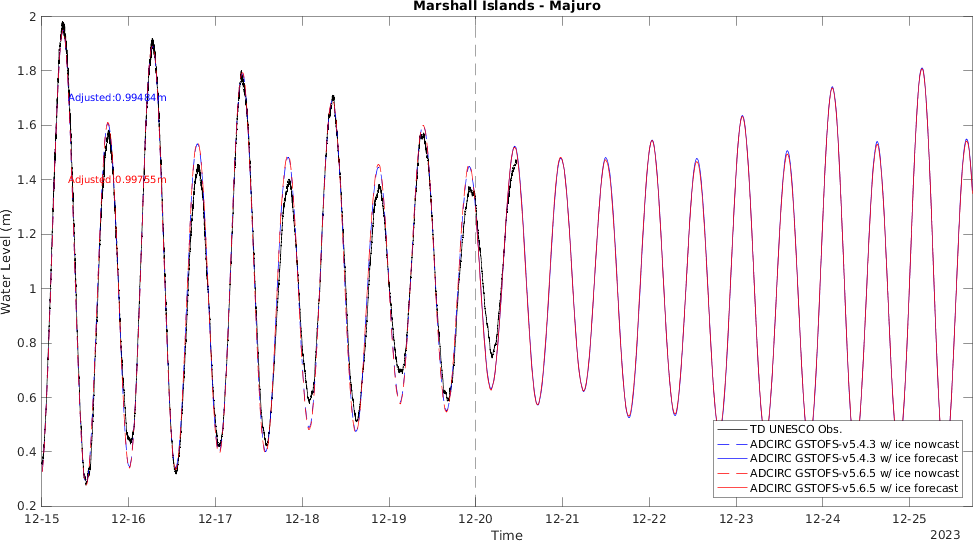 Marshall Islands - Majuro
2
1.8
1.6
1.4
1.2
1
0.8
0.6
0.4
0.2
Water Level (m)
Adjusted:0.99484m
Adjusted:0.99755m
TD UNESCO Obs.
ADCIRC GSTOFS-v5.4.3 w/ ice nowcast
ADCIRC GSTOFS-v5.4.3 w/ ice forecast
ADCIRC GSTOFS-v5.6.5 w/ ice nowcast
ADCIRC GSTOFS-v5.6.5 w/ ice forecast
12-15 12-16 12-17 12-18 12-19 12-20 12-21 12-22 12-23 12-24 12-25
Time
2023